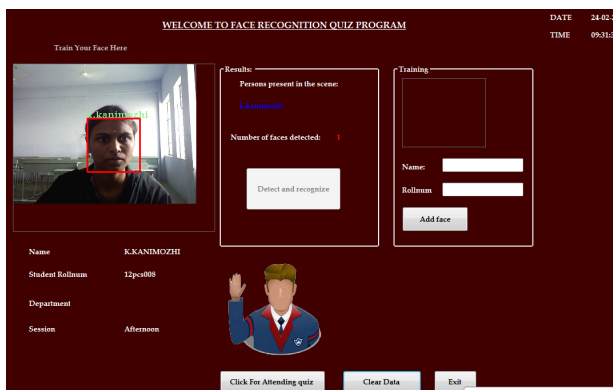 WELCOME TO FACE RECOGNITION QUIZ PROGRAM
DATE 24-02-
TIME 09:31:3
Train Your Face Here
k.kanimozhi
Results:
Persons present in the scene:
k.kanimozhi
Number of faces detected: 1
Detect and recognize
Training
Name:
Rollnum
Add face
Name K.KANIMOZHI
Student Rollnum 12pcs008
Department
Session Afternoon
Click For Attending quiz
Clear Data
Exit